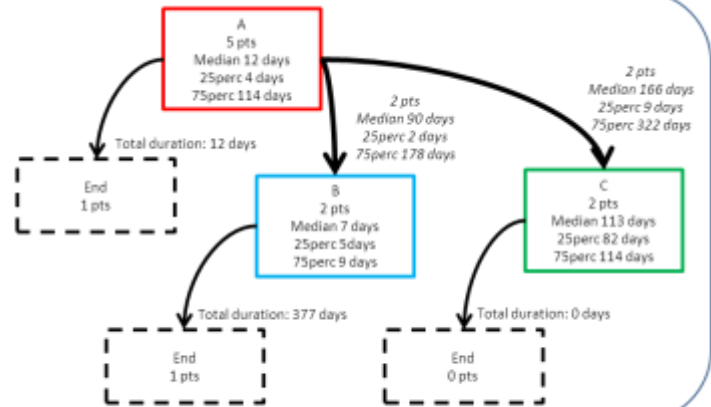 A
5 pts
Median 12 days
25perc 4 days
75perc 114 days
2 pts
Median 90 days
25perc 2 days
75perc 178 days
2 pts
Median 166 days
25perc 9 days
75perc 322 days
Total duration: 12 days
End
1 pts
B
2 pts
Median 7 days
25perc 5days
75perc 9 days
C
2 pts
Median 113 days
25perc 82 days
75perc 114 days
Total duration: 377 days
Total duration: 0 days
End
1 pts
End
0 pts